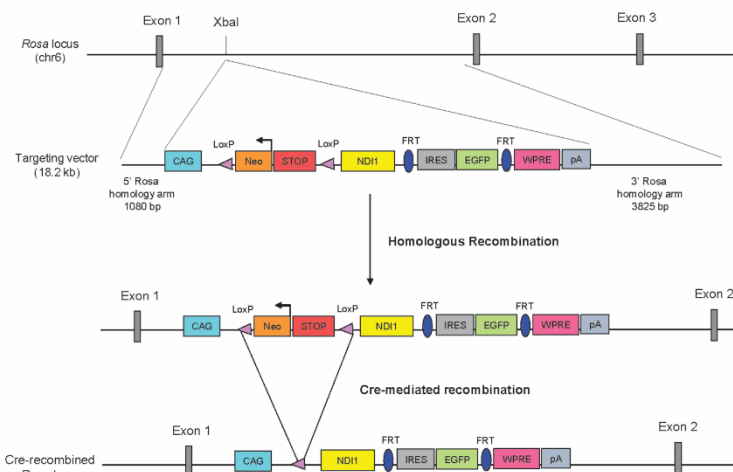 Exon 1
XbaI
Exon 2
Exon 3
Rosa locus
(chr6)
Targeting vector
(18.2 kb)
CAG
LoxP
Neo
STOP
LoxP
NDI1
FRT
IRES
EGFP
FRT
WPRE
pA
5' Rosa
homology arm
1080 bp
3' Rosa
homology arm
3825 bp
Homologous Recombination
Exon 1
CAG
LoxP
Neo
STOP
LoxP
NDI1
FRT
IRES
EGFP
FRT
WPRE
pA
Exon 2
Cre-mediated recombination
Cre-recombined
Exon 1
CAG
NDI1
FRT
IRES
EGFP
FRT
WPRE
pA
Exon 2